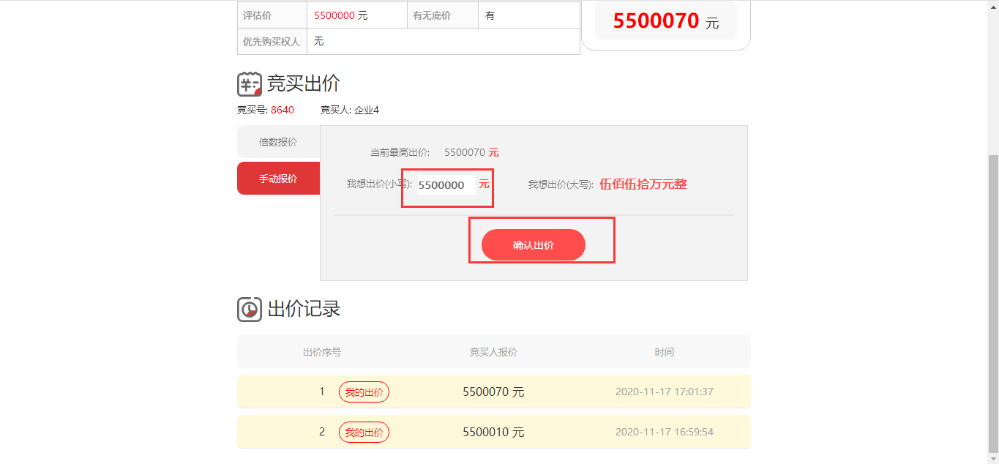 评估价 5500000 元 有无底价 有
5500070 元
优先购买权人 无
竞买出价
竞买号: 8640 竞买人: 企业4
倍数报价
当前最高出价: 5500070 元
手动报价
我想出价(小写): 5500000 元 我想出价(大写): 伍佰伍拾万元整
确认出价
出价记录
出价序号 竞买人报价 时间
1 我的出价 5500070 元 2020-11-17 17:01:37
2 我的出价 5500010 元 2020-11-17 16:59:54